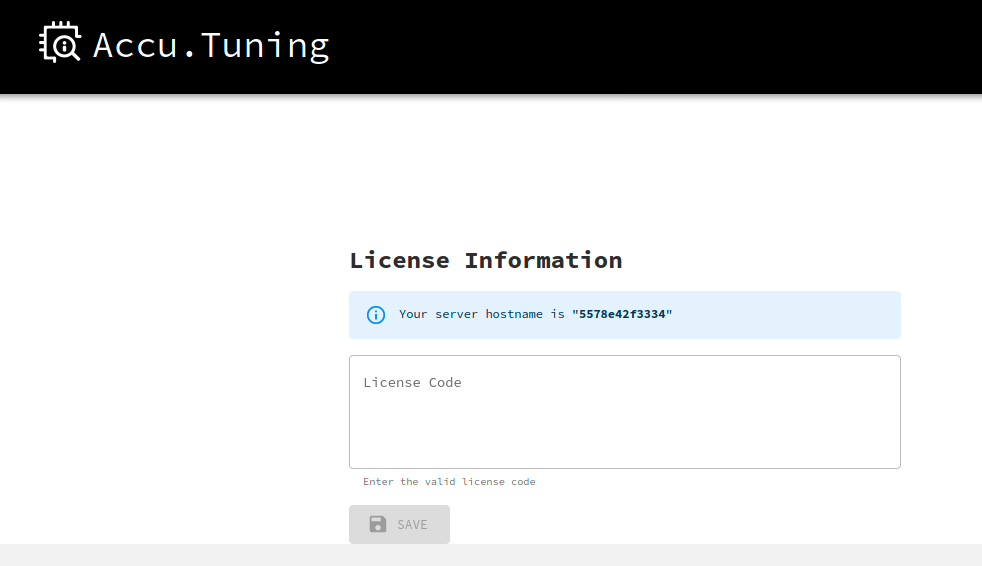 Accu.Tuning
License Information
Your server hostname is "5578e42f3334"
License Code
Enter the valid license code
SAVE